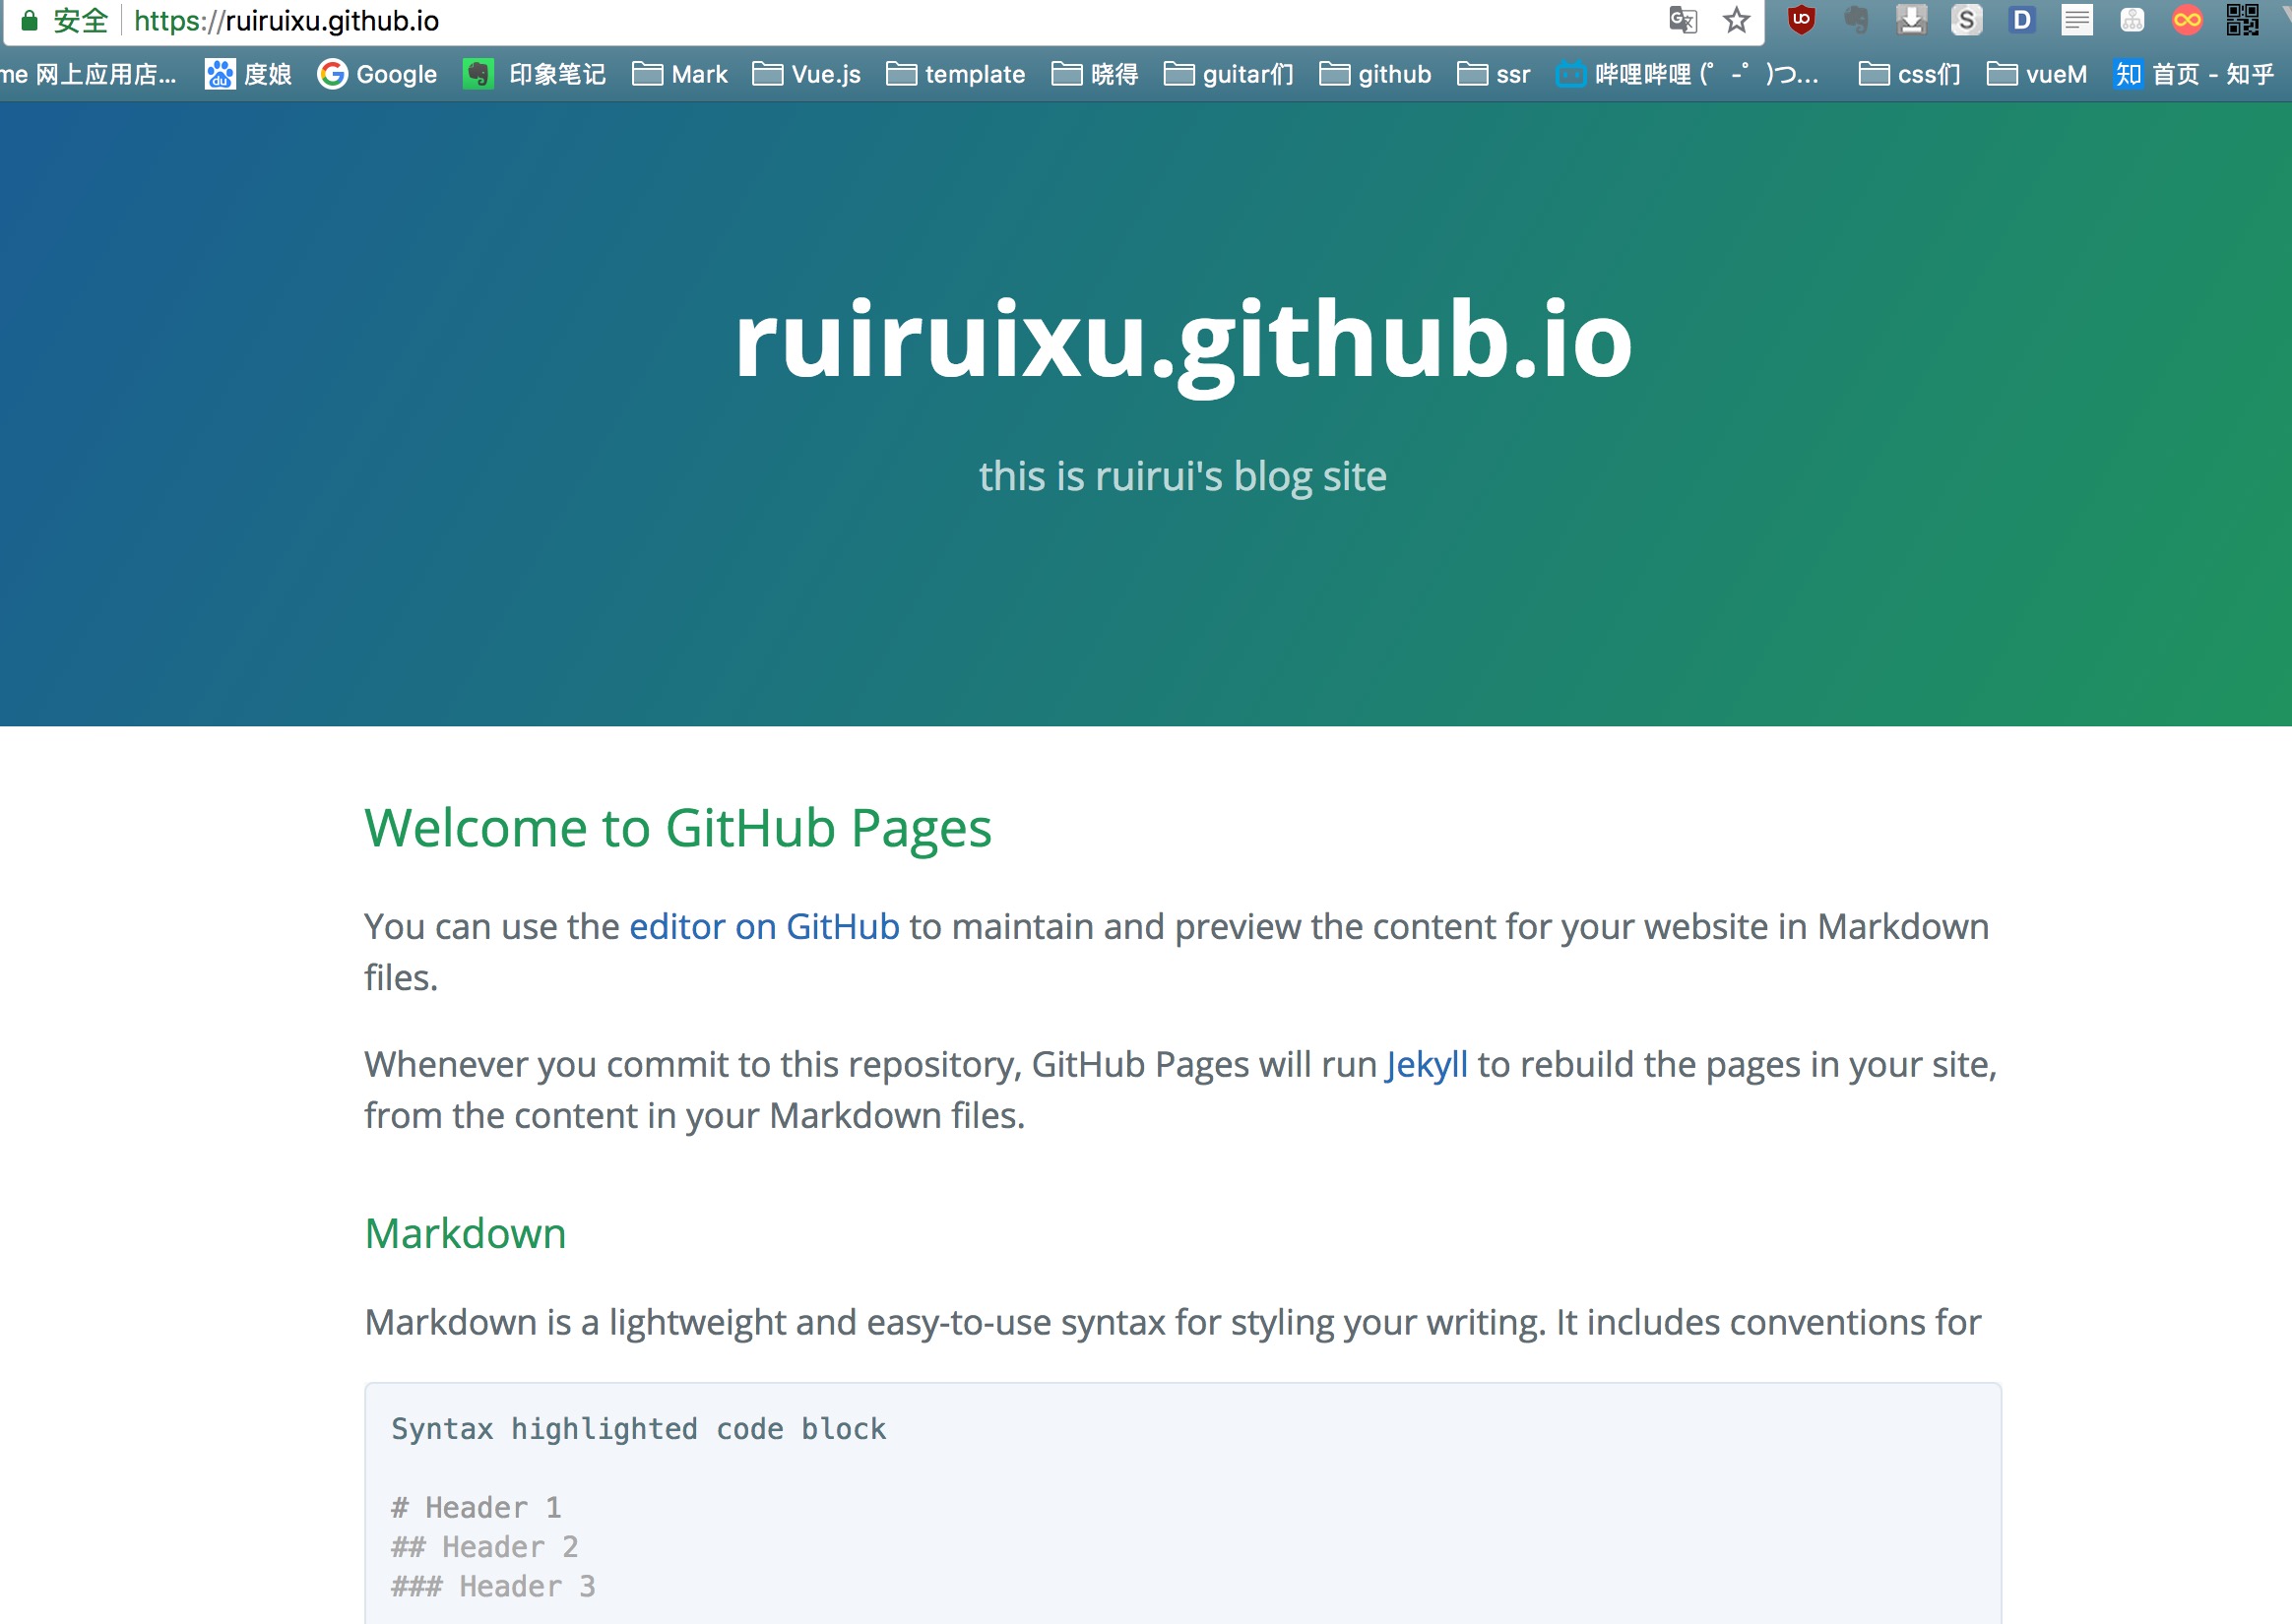 安全 https://ruiruixu.github.io
me 网上应用店... du 度娘 Google 印象笔记 Mark Vue.js template 晓得 guitar们 github ssr 哔哩哔哩 (゜-゜)つ... css们 vueM 知 首页 - 知乎
ruiruixu.github.io
this is ruirui's blog site
Welcome to GitHub Pages
You can use the editor on GitHub to maintain and preview the content for your website in Markdown
files.
Whenever you commit to this repository, GitHub Pages will run Jekyll to rebuild the pages in your site,
from the content in your Markdown files.
Markdown
Markdown is a lightweight and easy-to-use syntax for styling your writing. It includes conventions for
Syntax highlighted code block
# Header 1
## Header 2
### Header 3